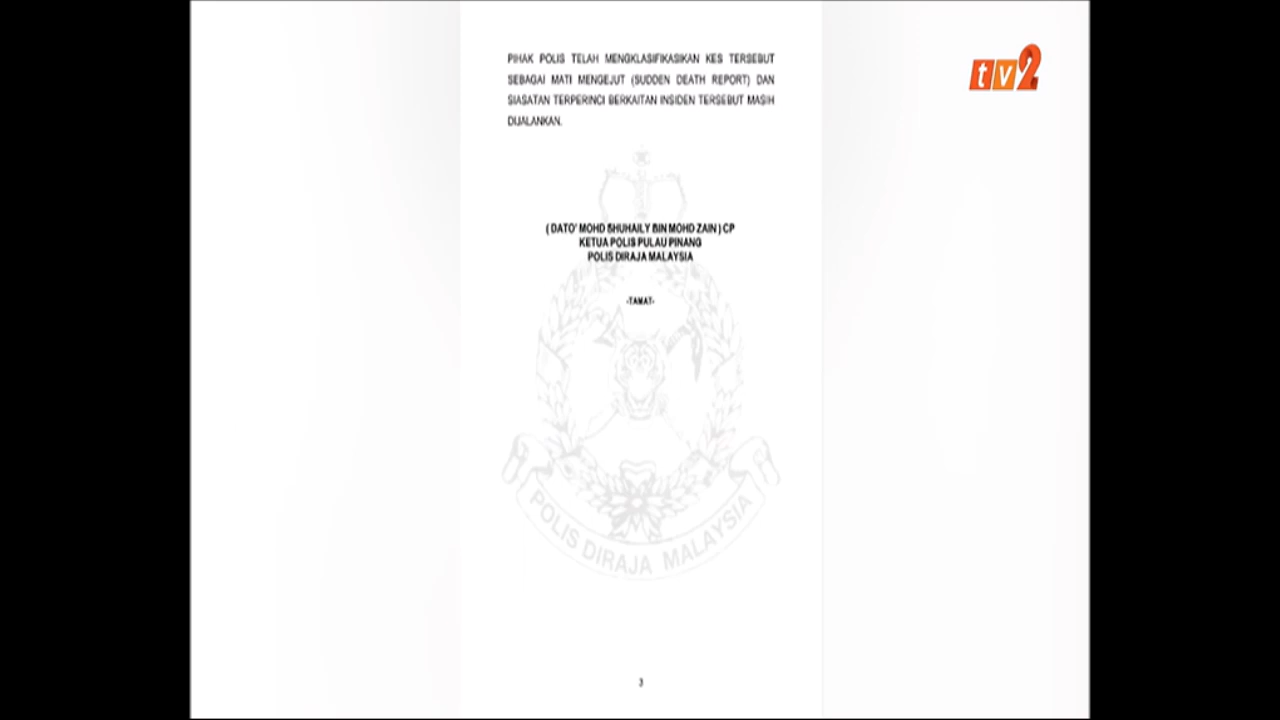 PIHAK POLIS TELAH MENGKLASIFIKASIKAN KES TERSEBUT
SEBAGAI MATI MENGEJUT (SUDDEN DEATH REPORT) DAN
SIASATAN TERPERINCI BERKAITAN INSIDEN TERSEBUT MASIH
DIJALANKAN.
tv2
( DATO' MOHD SHUHAILY BIN MOHD ZAIN ) CP
KETUA POLIS PULAU PINANG
POLIS DIRAJA MALAYSIA
-TAMAT-
POLIS DIRAJA MALAYSIA
3